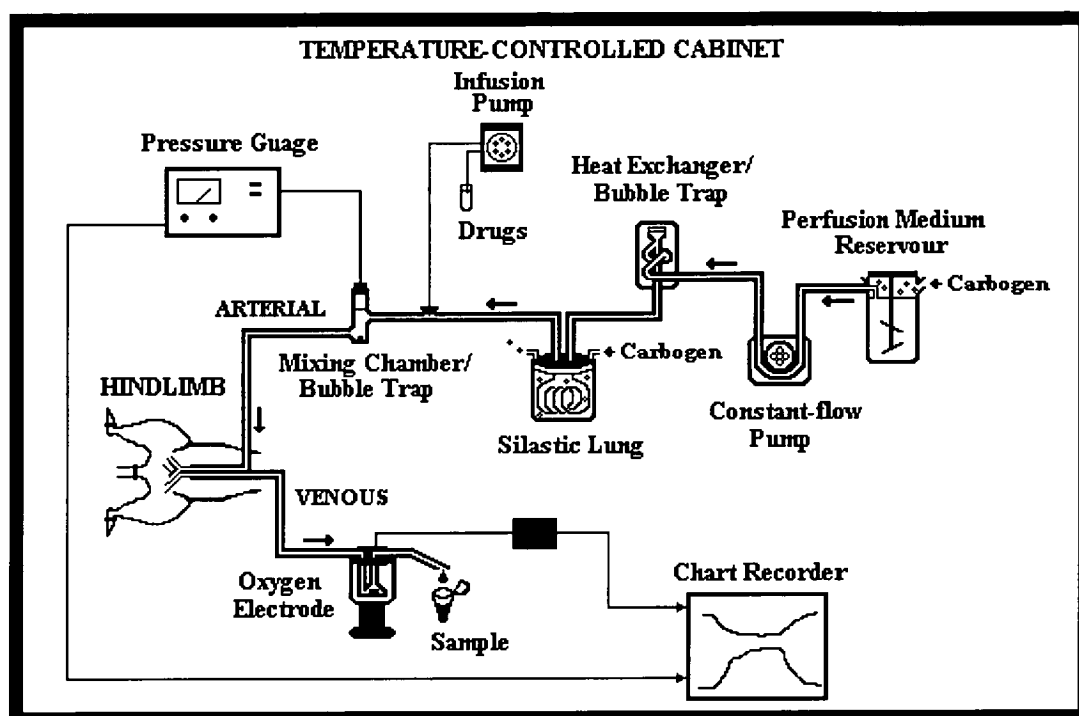 TEMPERATURE-CONTROLLED CABINET
Infusion
Pump
Pressure Guage
Heat Exchanger/
Bubble Trap
Drugs
Perfusion Medium
Reservour
Carbogen
ARTERIAL
Mixing Chamber/
Bubble Trap
Carbogen
HINDLIMB
Silastic Lung
Constant-flow
Pump
VENOUS
Oxygen
Electrode
Sample
Chart Recorder